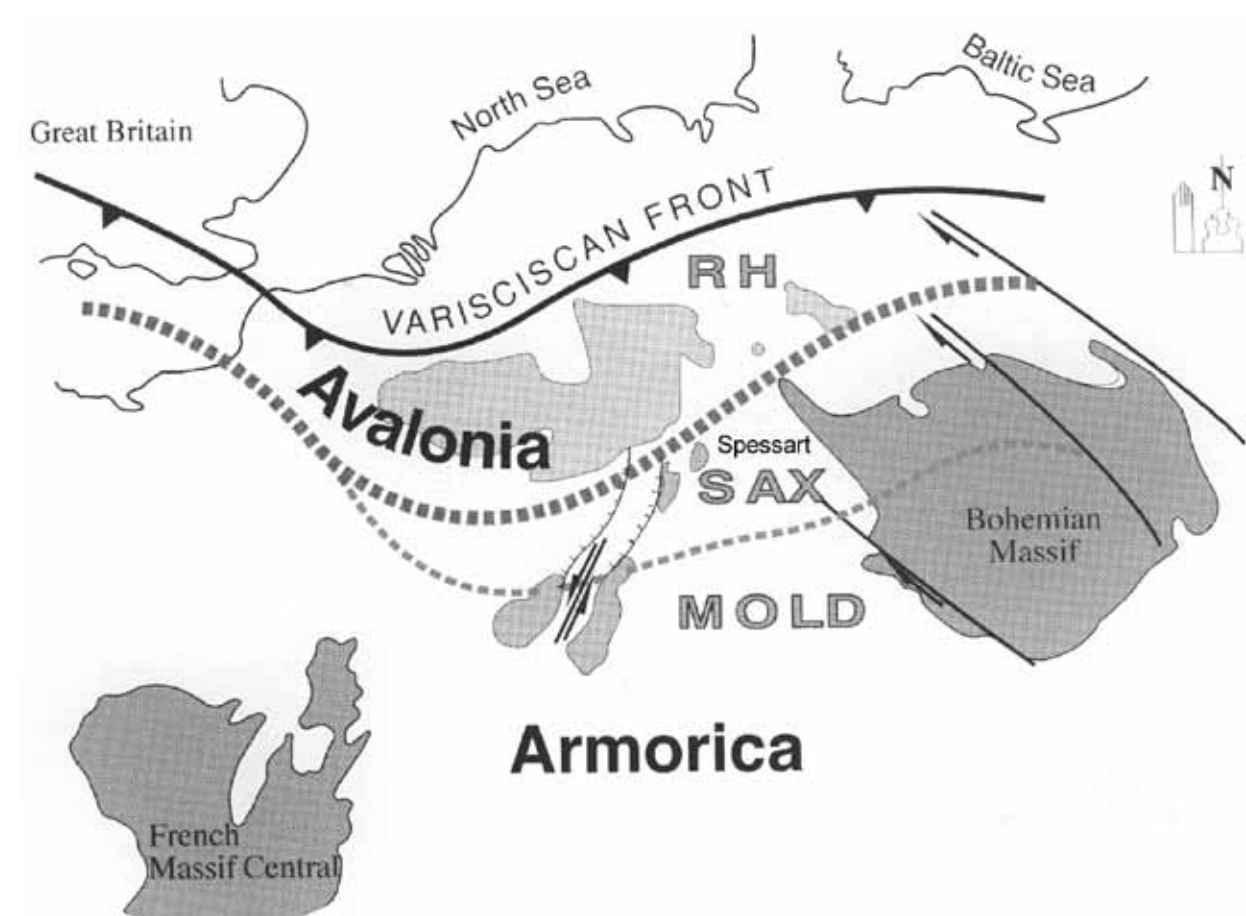 Baltic Sea
North Sea
Great Britain
N
VARISCISCAN FRONT
RH
Avalonia
Spessart
SAX
Bohemian
Massif
MOLD
Armorica
French
Massif Central